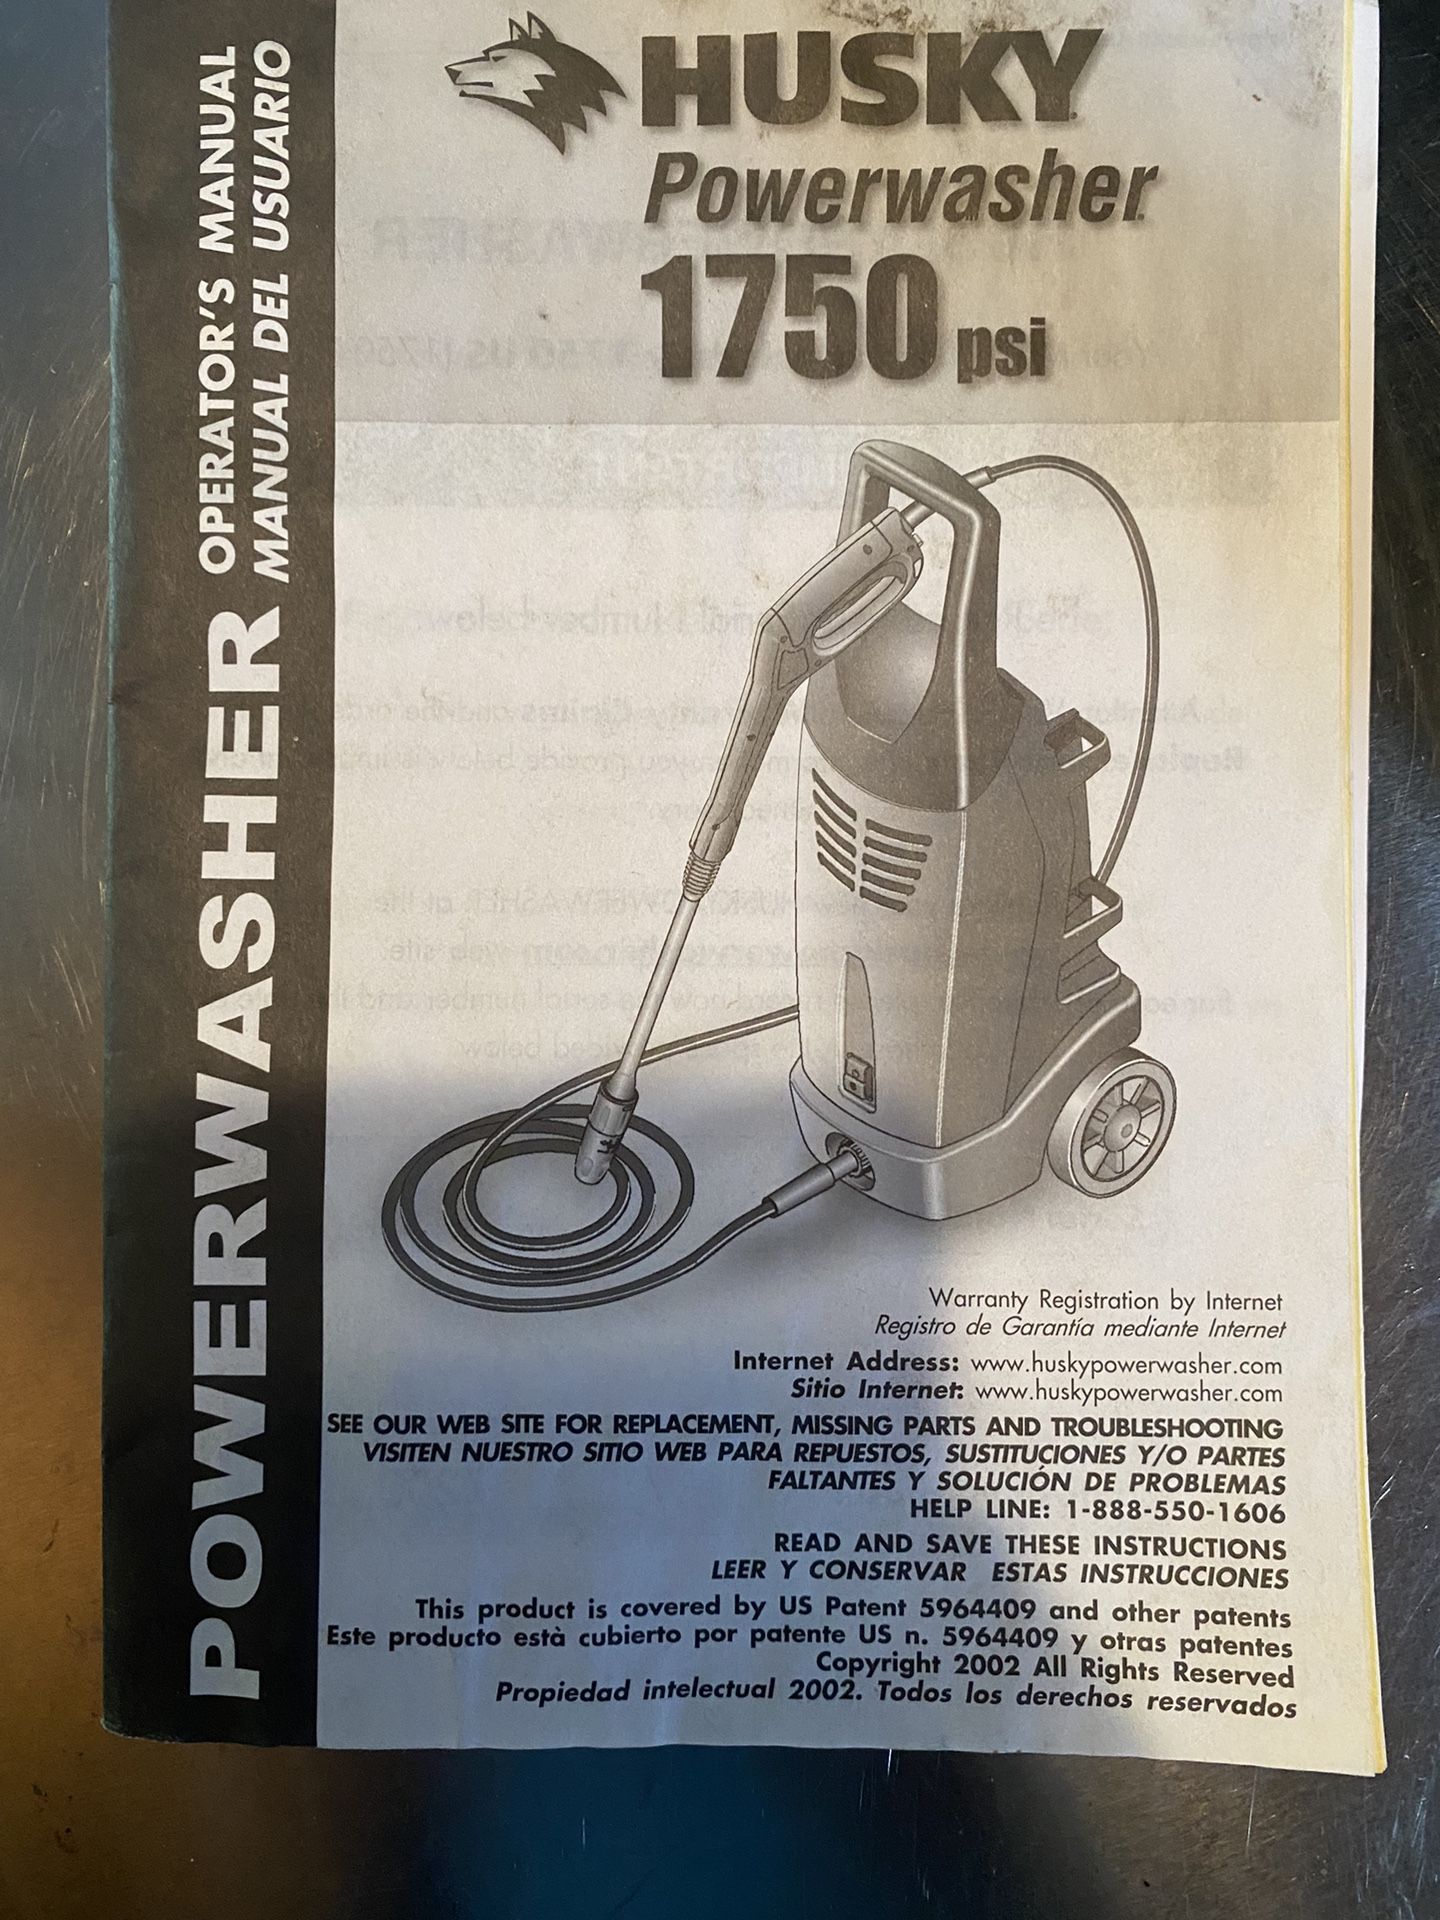 POWERWASHER OPERATOR'S MANUAL
MANUAL DEL USUARIO
HUSKY
Powerwasher
1750 psi
Warranty Registration by Internet
Registro de Garantía mediante Internet
Internet Address: www.huskypowerwasher.com
Sitio Internet: www.huskypowerwasher.com
SEE OUR WEB SITE FOR REPLACEMENT, MISSING PARTS AND TROUBLESHOOTING
VISITEN NUESTRO SITIO WEB PARA REPUESTOS, SUSTITUCIONES Y/O PARTES
FALTANTES Y SOLUCIÓN DE PROBLEMAS
HELP LINE: 1-888-550-1606
READ AND SAVE THESE INSTRUCTIONS
LEER Y CONSERVAR ESTAS INSTRUCCIONES
This product is covered by US Patent 5964409 and other patents
Este producto està cubierto por patente US n. 5964409 y otras patentes
Copyright 2002 All Rights Reserved
Propiedad intelectual 2002. Todos los derechos reservados